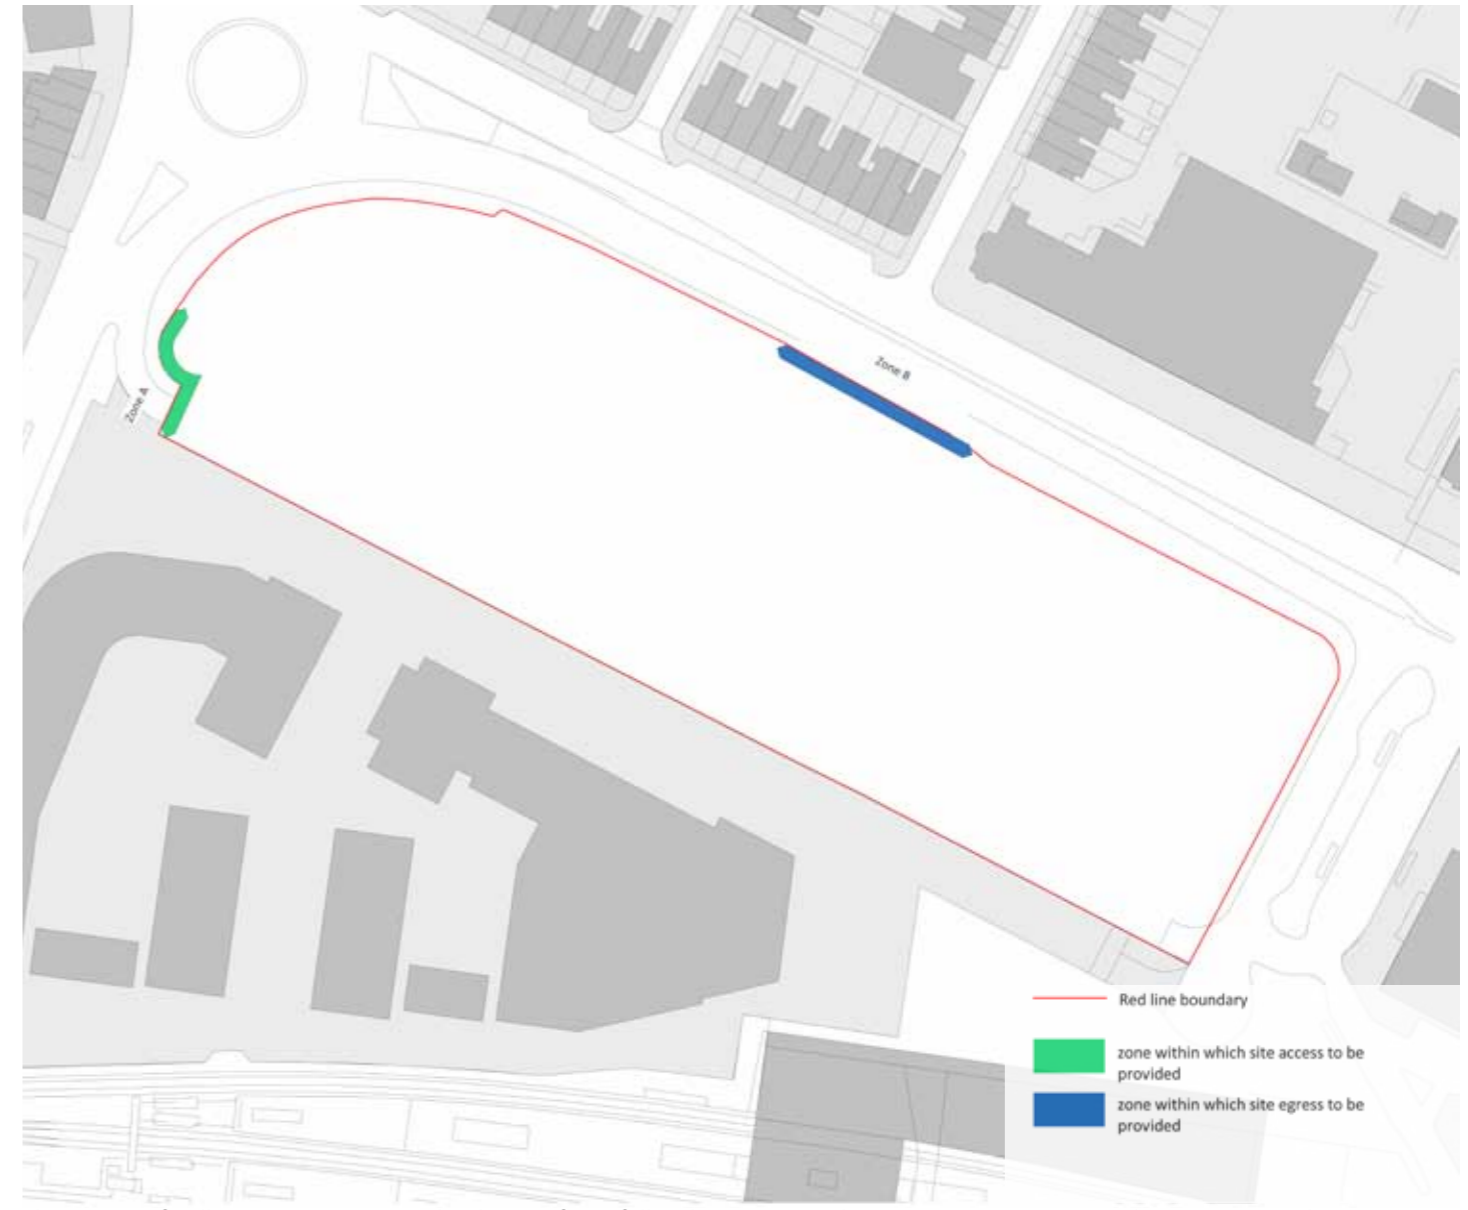 Zone B
Zone A
Red line boundary
zone within which site access to be
provided
zone within which site egress to be
provided